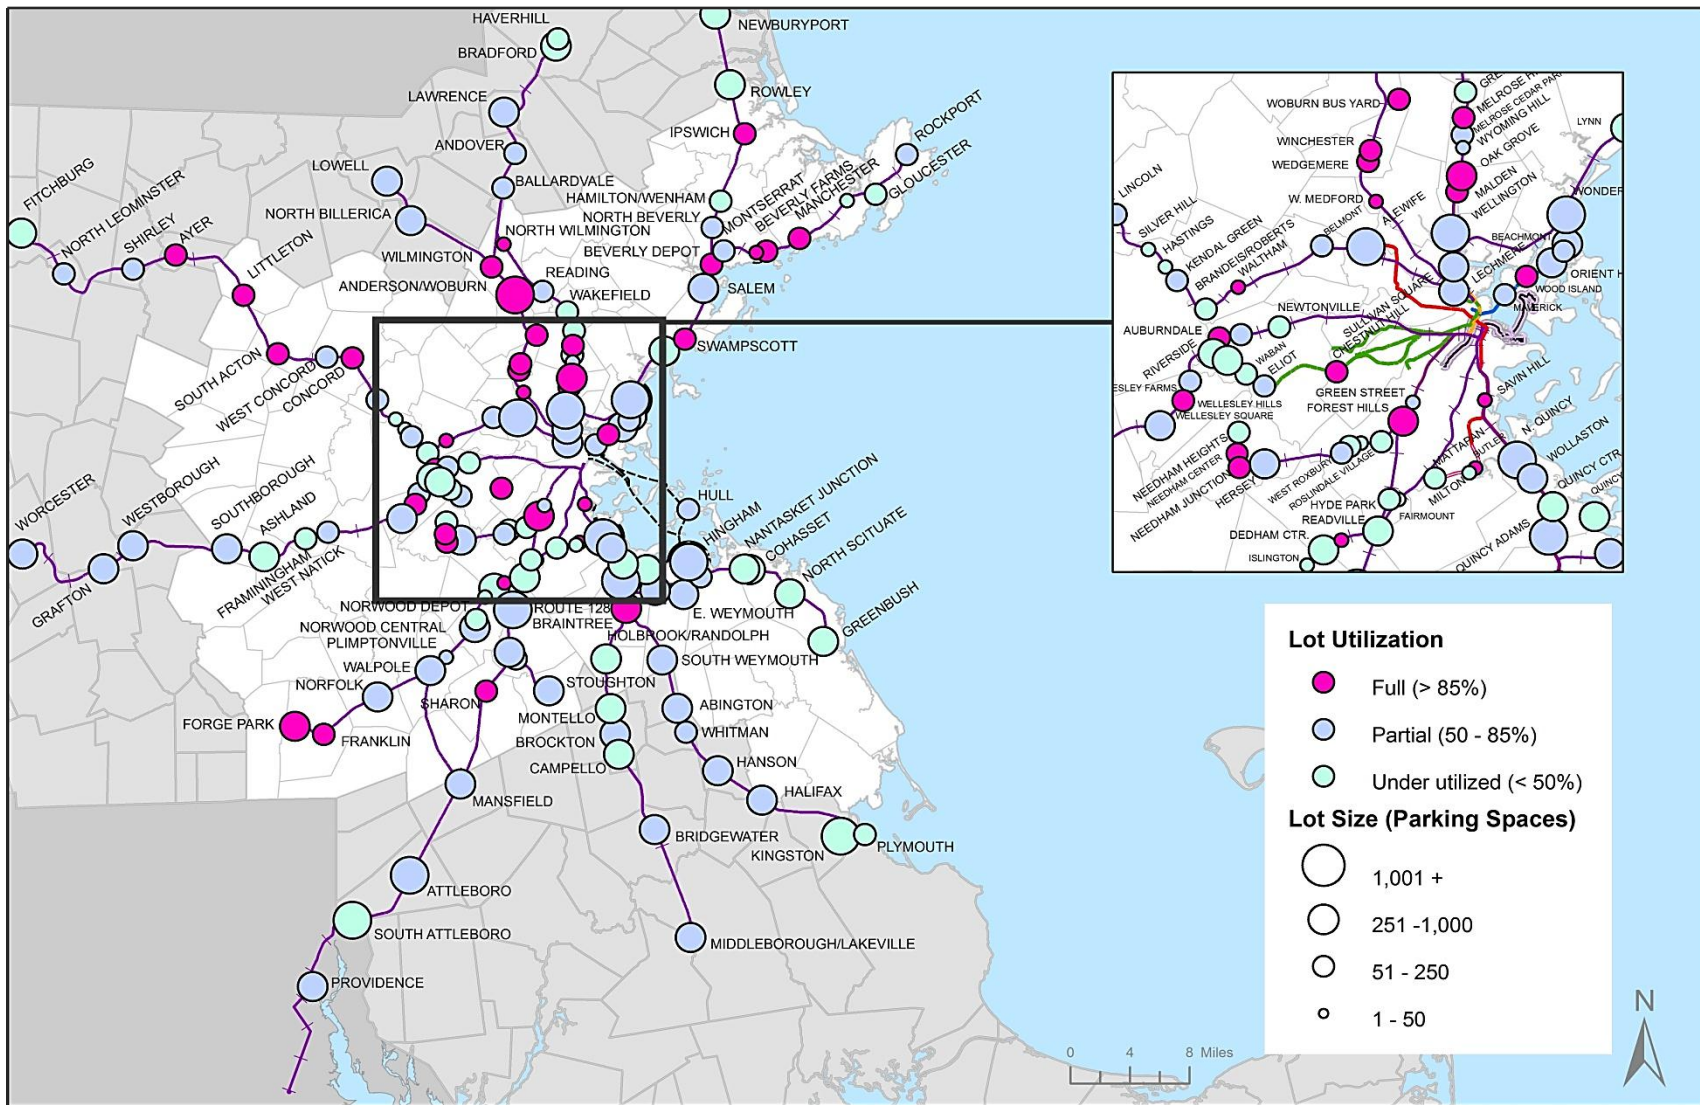 HAVERHILL
BRADFORD
NEWBURYPORT
LAWRENCE
ROWLEY
ANDOVER
IPSWICH
ROCKPORT
LOWELL
BALLARDVALE
GLOUCESTER
MANCHESTER
BEVERLY FARMS
MONTSERRAT
HAMILTON/WENHAM
NORTH BEVERLY
BEVERLY DEPOT
FITCHBURG
NORTH LEOMINSTER
SHIRLEY
AYER
LITTLETON
NORTH BILLERICA
NORTH WILMINGTON
WILMINGTON
READING
ANDERSON/WOBURN
WAKEFIELD
SALEM
SWAMPSCOTT
SOUTH ACTON
WEST CONCORD
CONCORD
WORCESTER
WESTBOROUGH
SOUTHBOROUGH
ASHLAND
GRAFTON
FRAMININGHAM
WEST NATICK
HULL
HINGHAM
NANTASKET JUNCTION
COHASSET
NORTH SCITUATE
GREENBUSH
E. WEYMOUTH
NORWOOD DEPOT
ROUTE 128
BRAINTREE
NORWOOD CENTRAL
PLIMPTONVILLE
HOLBROOK/RANDOLPH
WALPOLE
SOUTH WEYMOUTH
NORFOLK
STOUGHTON
SHARON
ABINGTON
FORGE PARK
FRANKLIN
MONTELLO
WHITMAN
BROCKTON
CAMPELLO
HANSON
MANSFIELD
HALIFAX
BRIDGEWATER
KINGSTON
PLYMOUTH
ATTLEBORO
SOUTH ATTLEBORO
MIDDLEBOROUGH/LAKEVILLE
PROVIDENCE
WOBURN BUS YARD
GRE
MELROSE H
MELROSE CEDAR PAR
WYOMING HILL
LYNN
WINCHESTER
OAK GROVE
WEDGEMERE
MALDEN
WELLINGTON
WONDER
LINCOLN
SILVER HILL
HASTINGS
KENDAL GREEN
BRANDEIS/ROBERTS
WALTHAM
W. MEDFORD
BELMONT
ALEWIFE
BEACHMONT
LECHMERE
ORIENT H
WOOD ISLAND
MAVERICK
SULLIVAN SQUARE
NEWTONVILLE
CHESTNUT HILL
AUBURNDALE
RIVERSIDE
WABAN
ELIOT
SAVIN HILL
ESLEY FARMS
WELLESLEY HILLS
WELLESLEY SQUARE
GREEN STREET
FOREST HILLS
N. QUINCY
WOLLASTON
MATTAPAN
BUTLER
QUINCY CTR.
QUINCY
NEEDHAM HEIGHTS
NEEDHAM CENTER
NEEDHAM JUNCTION
HERSEY
WEST ROXBURY
ROSLINDALE VILLAGE
MILTON
HYDE PARK
READVILLE
FAIRMOUNT
DEDHAM CTR.
QUINCY ADAMS
ISLINGTON
Lot Utilization
Full (> 85%)
Partial (50 - 85%)
Under utilized (< 50%)
Lot Size (Parking Spaces)
1,001 +
251 -1,000
51 - 250
1 - 50
N
0 4 8 Miles